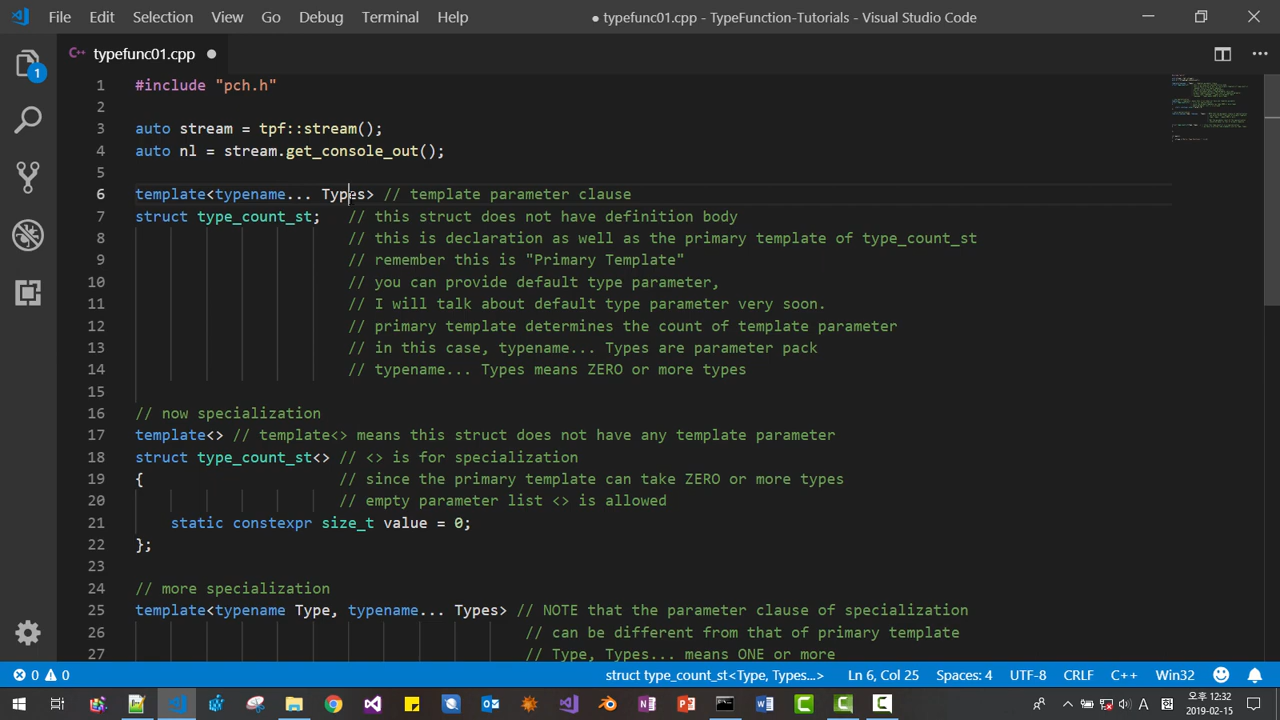 File Edit Selection View Go Debug Terminal Help ● typefunc01.cpp - TypeFunction-Tutorials - Visual Studio Code
typefunc01.cpp
1
1 #include "pch.h"
2
3 auto stream = tpf::stream();
4 auto nl = stream.get_console_out();
5
6 template<typename... Types> // template parameter clause
7 struct type_count_st; // this struct does not have definition body
8 // this is declaration as well as the primary template of type_count_st
9 // remember this is "Primary Template"
10 // you can provide default type parameter,
11 // I will talk about default type parameter very soon.
12 // primary template determines the count of template parameter
13 // in this case, typename... Types are parameter pack
14 // typename... Types means ZERO or more types
15
16 // now specialization
17 template<> // template<> means this struct does not have any template parameter
18 struct type_count_st<> // <> is for specialization
19 { // since the primary template can take ZERO or more types
20 // empty parameter list <> is allowed
21 static constexpr size_t value = 0;
22 };
23
24 // more specialization
25 template<typename Type, typename... Types> // NOTE that the parameter clause of specialization
26 // can be different from that of primary template
27 // Type, Types... means ONE or more
0 0 struct type_count_st<Type, Types...> Ln 6, Col 25 Spaces: 4 UTF-8 CRLF C++ Win32
오후 12:32
2019-02-15